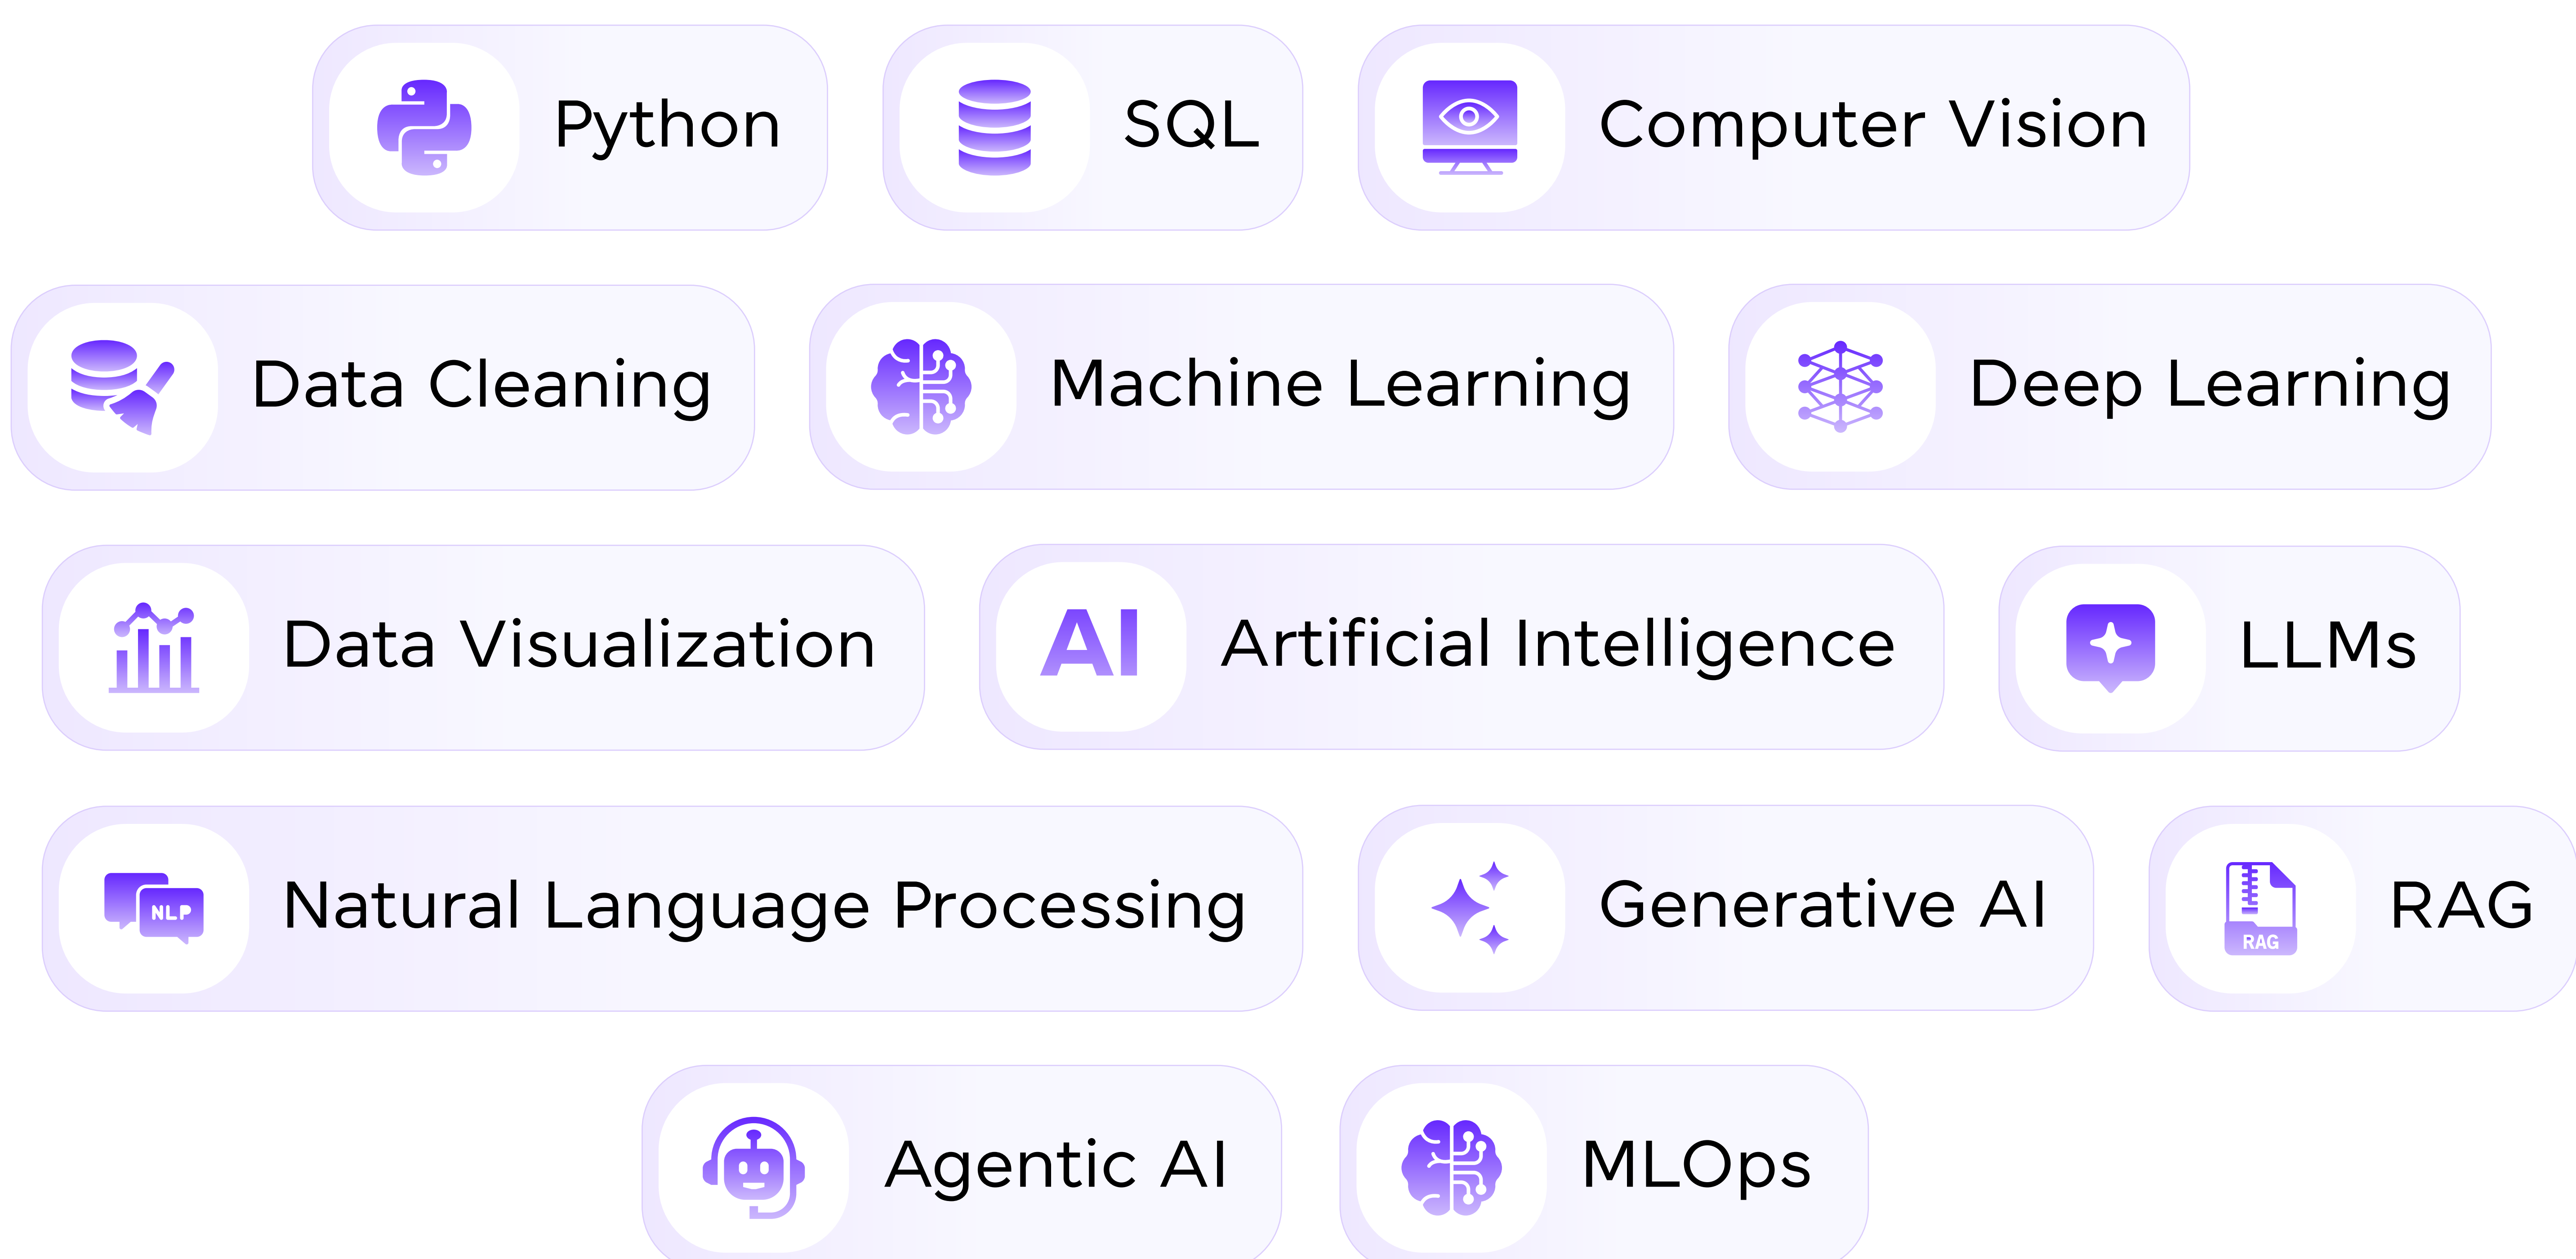 Python
SQL
Computer Vision
Data Cleaning
Machine Learning
Deep Learning
Data Visualization
AI
Artificial Intelligence
LLMs
NLP
Natural Language Processing
Generative AI
RAG
RAG
Agentic AI
MLOps